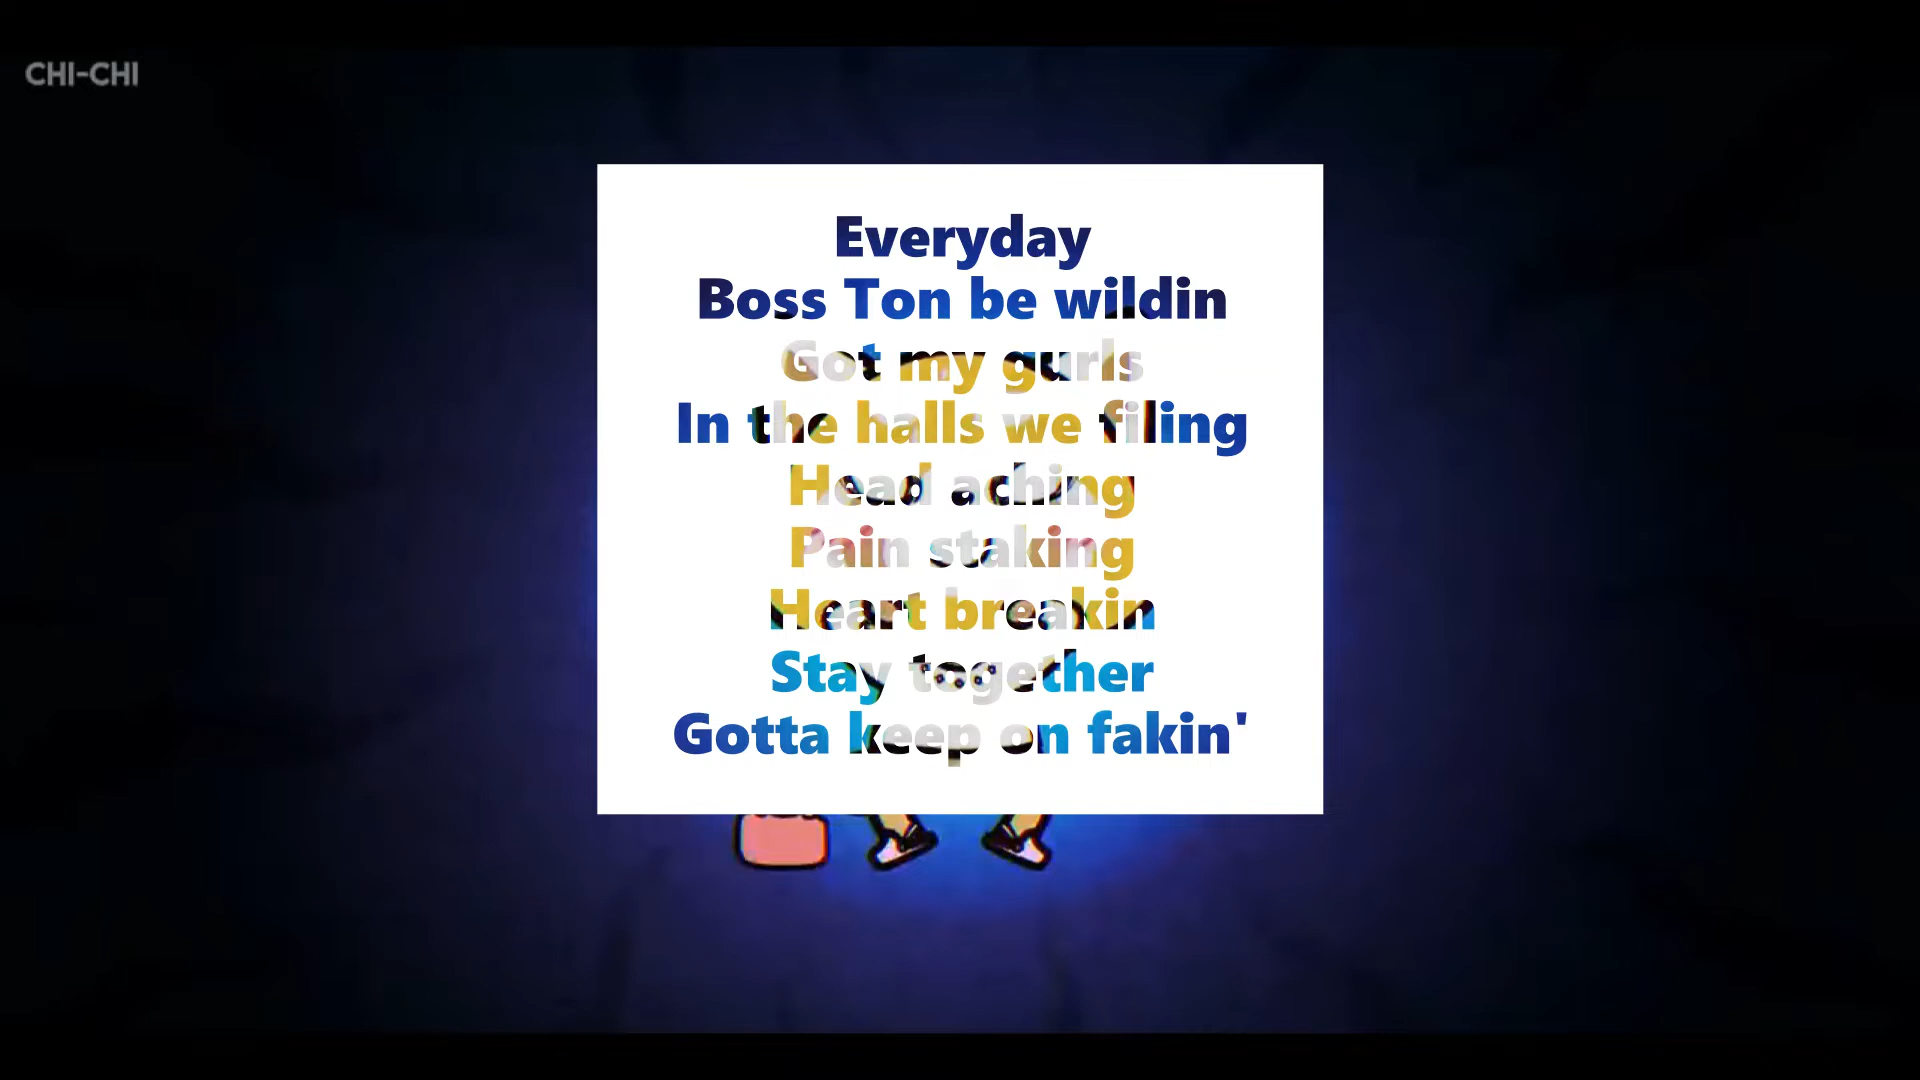 CHI-CHI
Everyday
Boss Ton be wildin
Got my gurls
In the halls we filing
Head aching
Pain staking
Heart breakin
Stay together
Gotta keep on fakin'